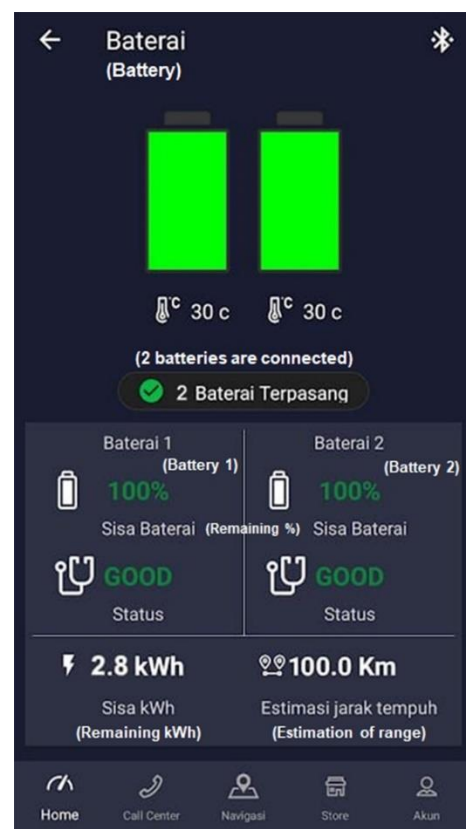 Baterai
(Battery)
°C 30 c °C 30 c
(2 batteries are connected)
2 Baterai Terpasang
Baterai 1 Baterai 2
(Battery 1) (Battery 2)
100% 100%
Sisa Baterai (Remaining %) Sisa Baterai
GOOD GOOD
Status Status
2.8 kWh 100.0 Km
Sisa kWh Estimasi jarak tempuh
(Remaining kWh) (Estimation of range)
Home Call Center Navigasi Store Akun